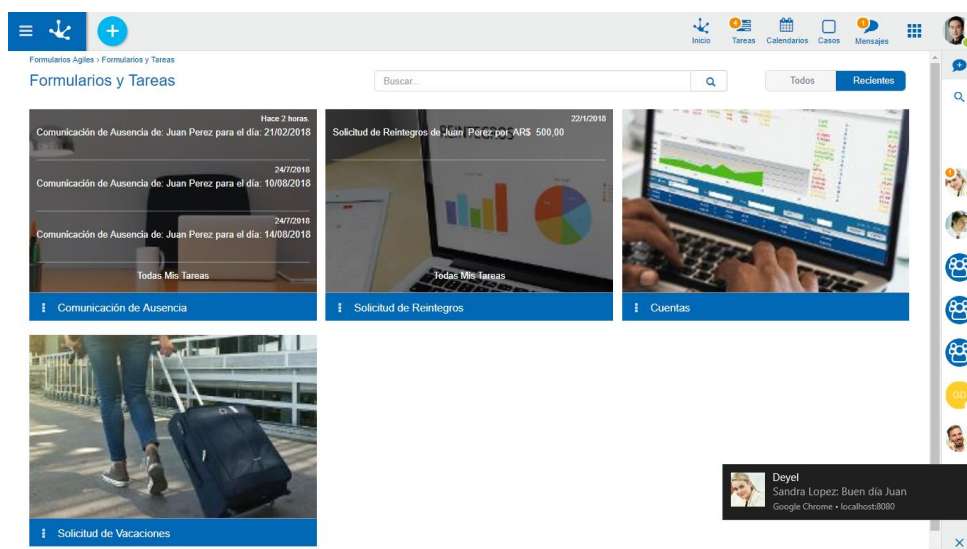 4
1
Inicio
Tareas
Calendarios
Casos
Mensajes
Formularios Agiles > Formularios y Tareas
Formularios y Tareas
Buscar...
Todos
Recientes
Hace 2 horas.
Comunicación de Ausencia de: Juan Perez para el día: 21/02/2018
24/7/2018
Comunicación de Ausencia de: Juan Perez para el día: 10/08/2018
24/7/2018
Comunicación de Ausencia de: Juan Perez para el día: 14/08/2018
Todas Mis Tareas
Comunicación de Ausencia
22/1/2018
Solicitud de Reintegros de Juan Perez por AR$ 500,00
REINTEGROS
Todas Mis Tareas
Solicitud de Reintegros
Cuentas
Solicitud de Vacaciones
1
GD
Deyel
Sandra Lopez: Buen día Juan
Google Chrome • localhost:8080